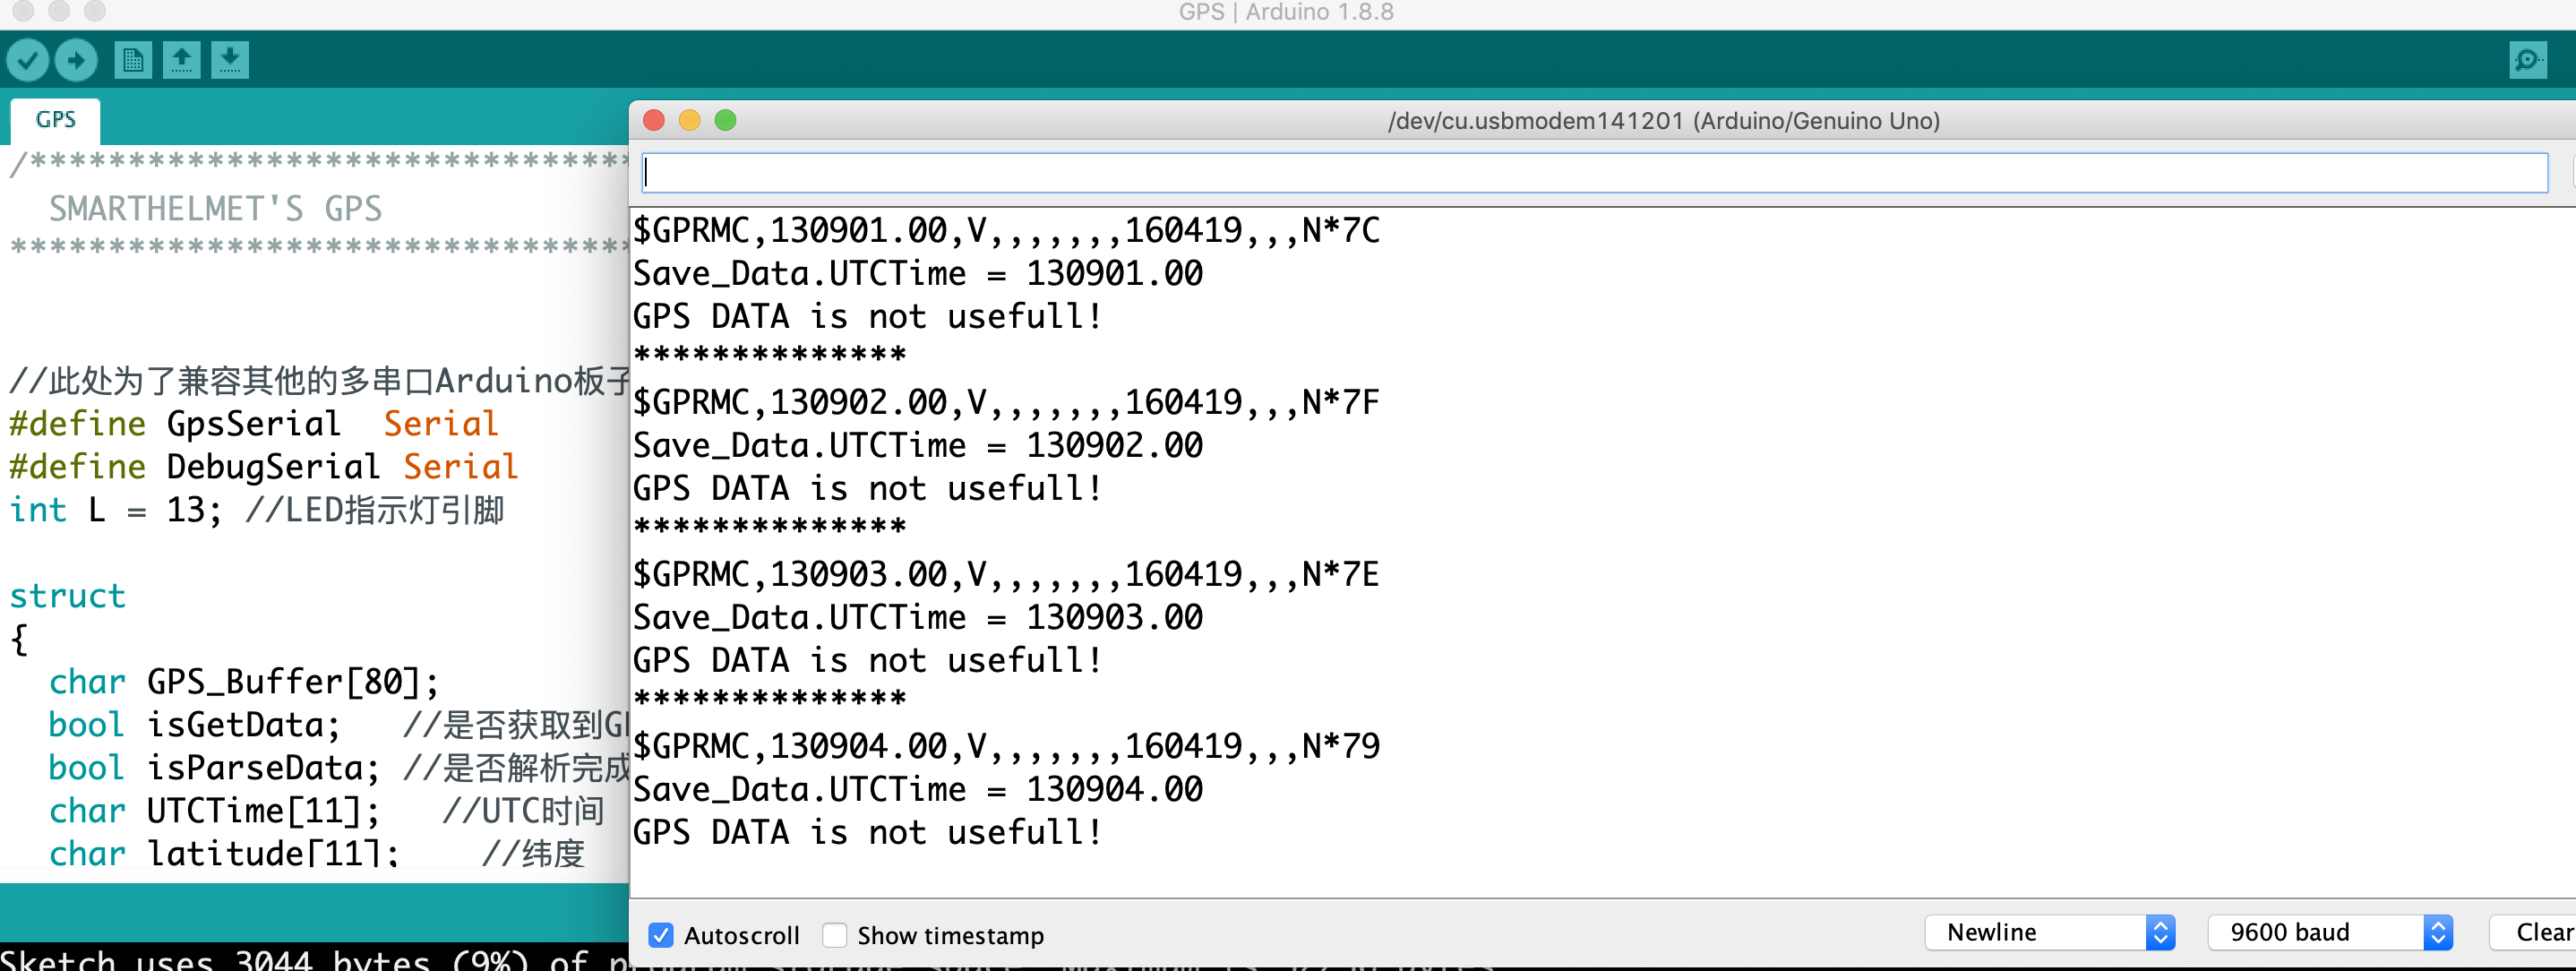 GPS | Arduino 1.8.8
GPS
/dev/cu.usbmodem141201 (Arduino/Genuino Uno)
/*******************************
SMARTHELMET'S GPS
********************************
//此处为了兼容其他的多串口Arduino板子
#define GpsSerial Serial
#define DebugSerial Serial
int L = 13; //LED指示灯引脚
struct
{
char GPS_Buffer[80];
bool isGetData; //是否获取到G
bool isParseData; //是否解析完成
char UTCTime[11]; //UTC时间
char latitude[11]; //纬度
$GPRMC,130901.00,V,,,,,,,160419,,,N*7C
Save_Data.UTCTime = 130901.00
GPS DATA is not usefull!
**************
$GPRMC,130902.00,V,,,,,,,160419,,,N*7F
Save_Data.UTCTime = 130902.00
GPS DATA is not usefull!
**************
$GPRMC,130903.00,V,,,,,,,160419,,,N*7E
Save_Data.UTCTime = 130903.00
GPS DATA is not usefull!
**************
$GPRMC,130904.00,V,,,,,,,160419,,,N*79
Save_Data.UTCTime = 130904.00
GPS DATA is not usefull!
Autoscroll Show timestamp Newline 9600 baud Clear
Sketch uses 3044 bytes (9%) of